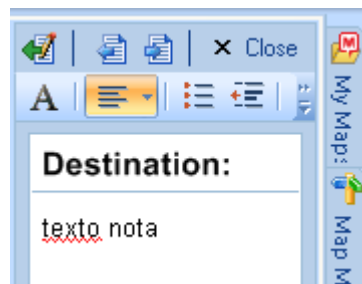 Close
A
Destination:
texto nota
My Maps
Map M